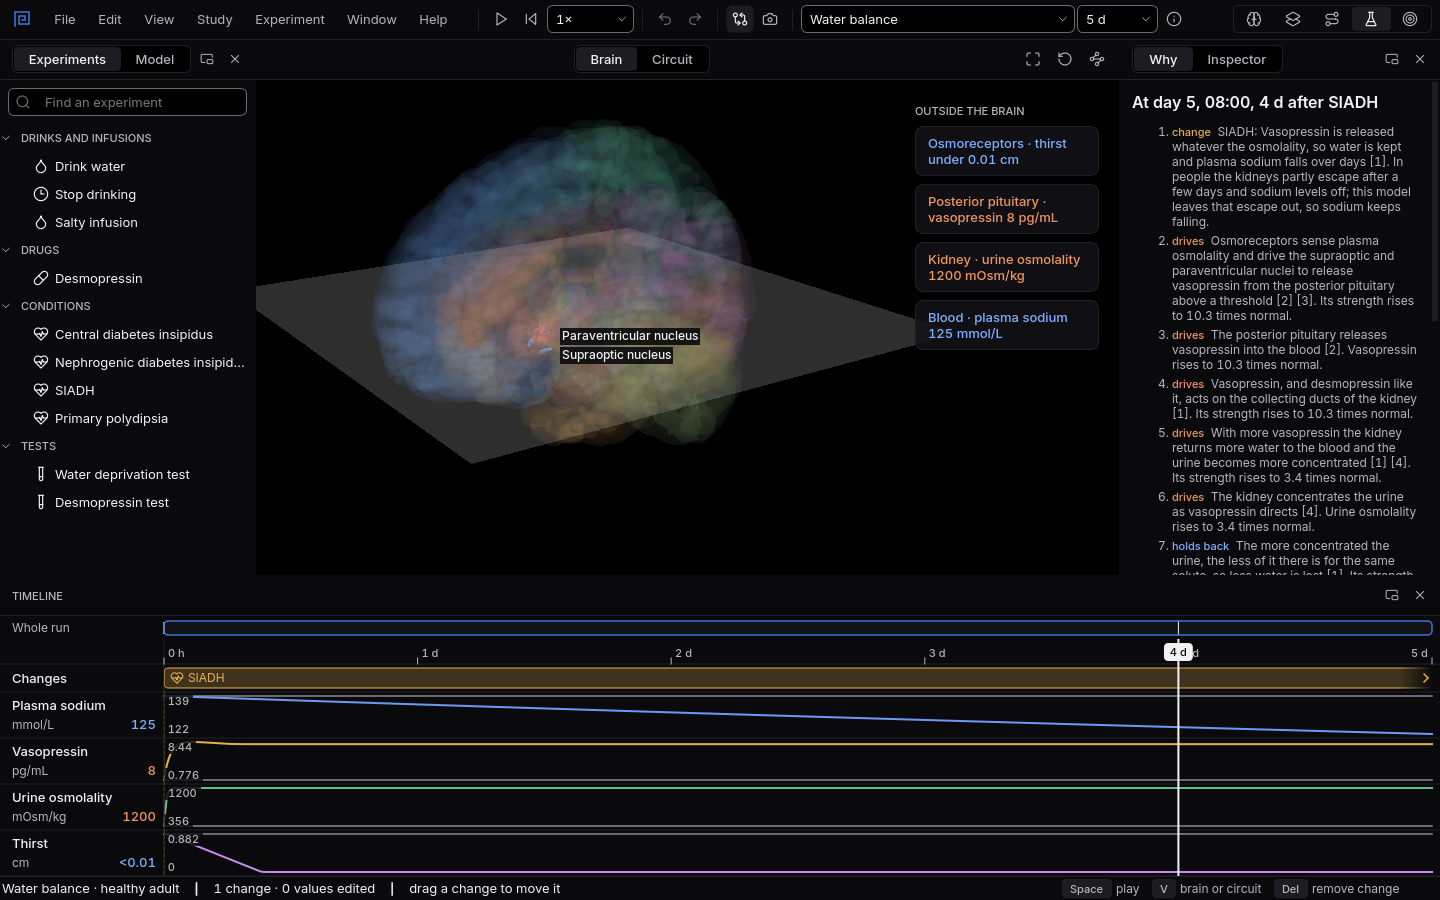 File Edit View Study Experiment Window Help
1×
Water balance
5 d
Experiments Model
Brain Circuit
Why Inspector
Find an experiment
DRINKS AND INFUSIONS
Drink water
Stop drinking
Salty infusion
DRUGS
Desmopressin
CONDITIONS
Central diabetes insipidus
Nephrogenic diabetes insipid...
SIADH
Primary polydipsia
TESTS
Water deprivation test
Desmopressin test
Paraventricular nucleus
Supraoptic nucleus
OUTSIDE THE BRAIN
Osmoreceptors · thirst
under 0.01 cm
Posterior pituitary ·
vasopressin 8 pg/mL
Kidney · urine osmolality
1200 mOsm/kg
Blood · plasma sodium
125 mmol/L
At day 5, 08:00, 4 d after SIADH
1. change SIADH: Vasopressin is released
whatever the osmolality, so water is kept
and plasma sodium falls over days [1]. In
people the kidneys partly escape after a
few days and sodium levels off; this model
leaves that escape out, so sodium keeps
falling.
2. drives Osmoreceptors sense plasma
osmolality and drive the supraoptic and
paraventricular nuclei to release
vasopressin from the posterior pituitary
above a threshold [2] [3]. Its strength rises
to 10.3 times normal.
3. drives The posterior pituitary releases
vasopressin into the blood [2]. Vasopressin
rises to 10.3 times normal.
4. drives Vasopressin, and desmopressin like
it, acts on the collecting ducts of the kidney
[1]. Its strength rises to 10.3 times normal.
5. drives With more vasopressin the kidney
returns more water to the blood and the
urine becomes more concentrated [1] [4].
Its strength rises to 3.4 times normal.
6. drives The kidney concentrates the urine
as vasopressin directs [4]. Urine osmolality
rises to 3.4 times normal.
7. holds back The more concentrated the
urine, the less of it there is for the same
solute, so less water is lost [1]. Its strength
TIMELINE
Whole run
0 h 1 d 2 d 3 d 4 d d 5 d
Changes
SIADH
Plasma sodium
mmol/L 125
139
122
Vasopressin
pg/mL 8
8.44
0.776
Urine osmolality
mOsm/kg 1200
1200
356
Thirst
cm <0.01
0.882
0
Water balance · healthy adult | 1 change · 0 values edited | drag a change to move it
Space play V brain or circuit Del remove change